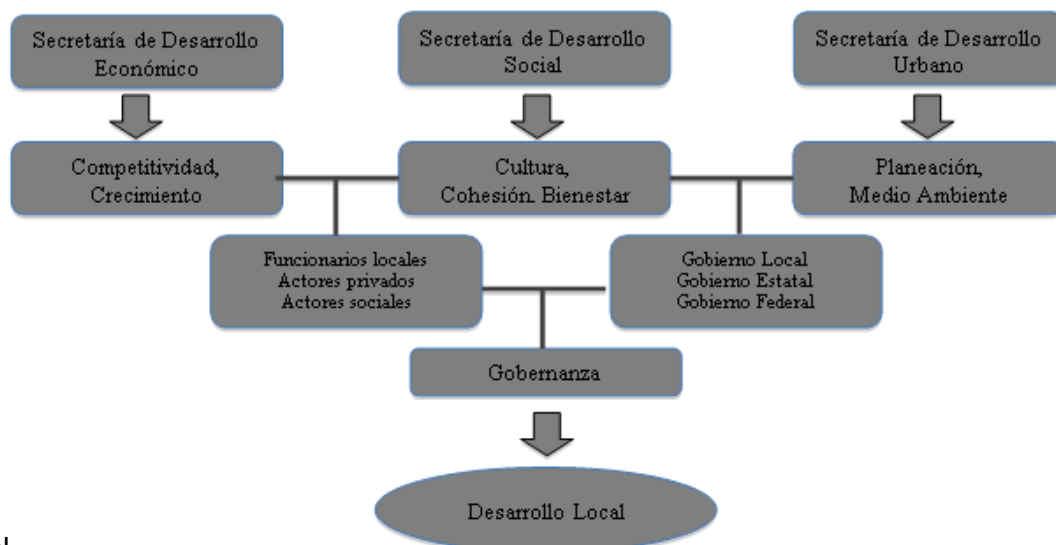 Secretaría de Desarrollo
Económico
Secretaría de Desarrollo
Social
Secretaría de Desarrollo
Urbano
Competitividad,
Crecimiento
Cultura,
Cohesión. Bienestar
Planeación,
Medio Ambiente
Funcionarios locales
Actores privados
Actores sociales
Gobierno Local
Gobierno Estatal
Gobierno Federal
Gobernanza
Desarrollo Local